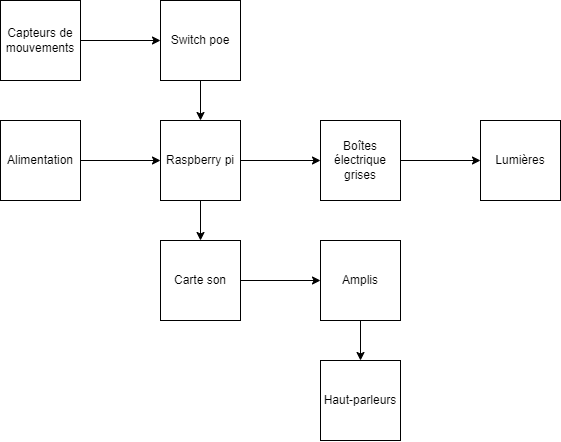 Capteurs de
mouvements
Switch poe
Alimentation
Raspberry pi
Boîtes
électrique
grises
Lumières
Carte son
Amplis
Haut-parleurs